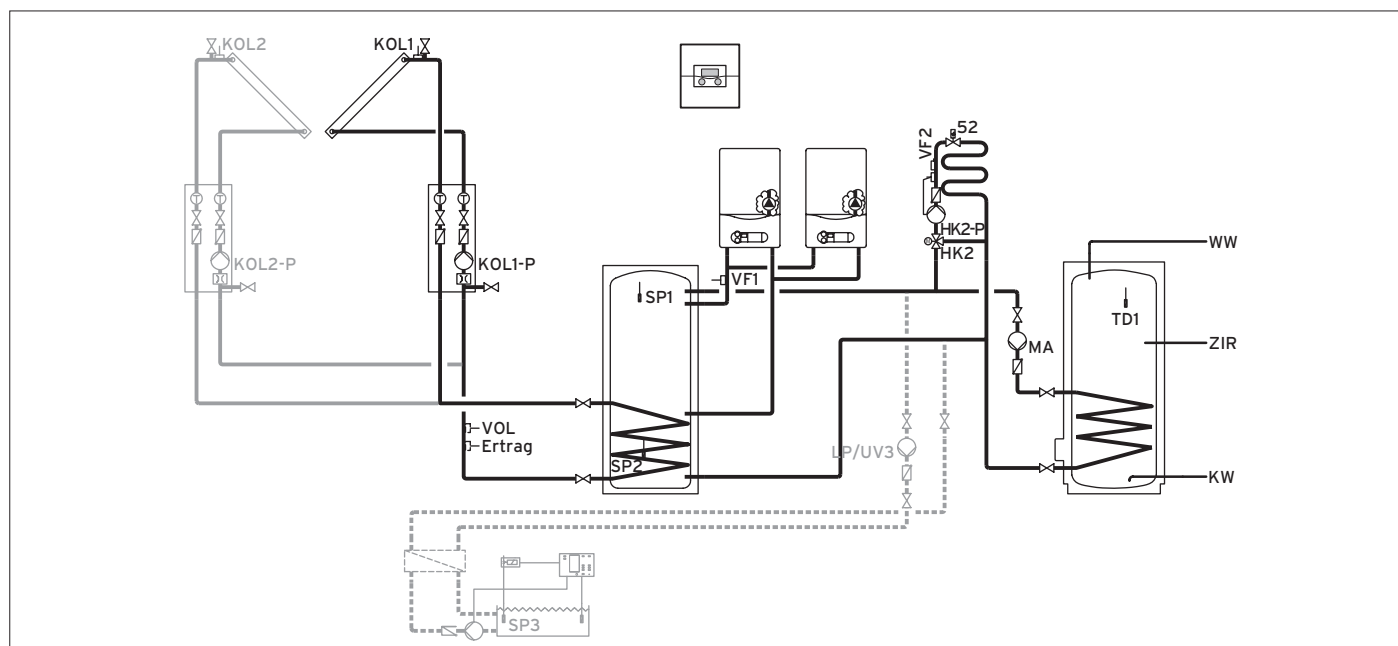 KOL2
KOL1
52
VF2
HK2-P
HK2
WW
KOL2-P
KOL1-P
VF1
SP1
TD1
MA
ZIR
VOL
Ertrag
SP2
LP/UV3
KW
SP3